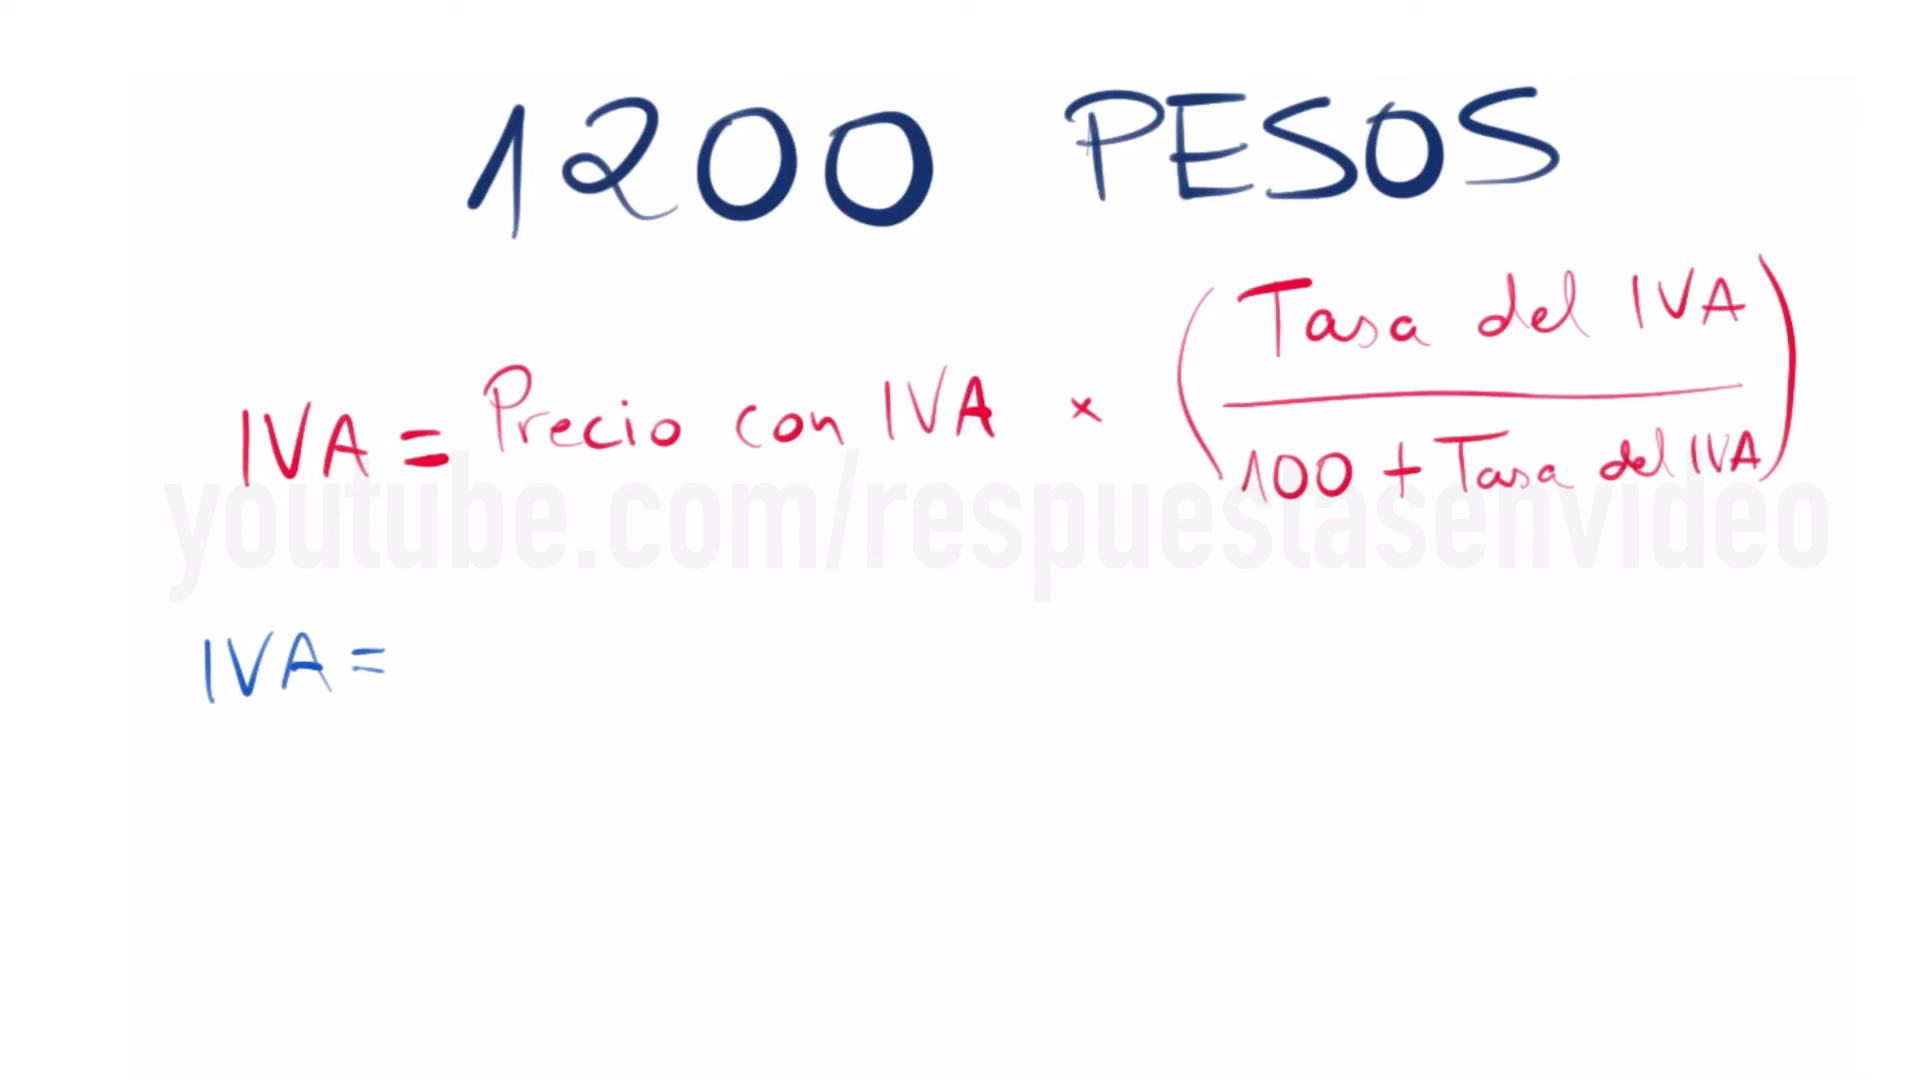 1200 PESOS
Tasa del IVA
IVA = Precio con IVA × (
100 + Tasa del IVA )
youtube.com/respuestasenvideo
IVA =